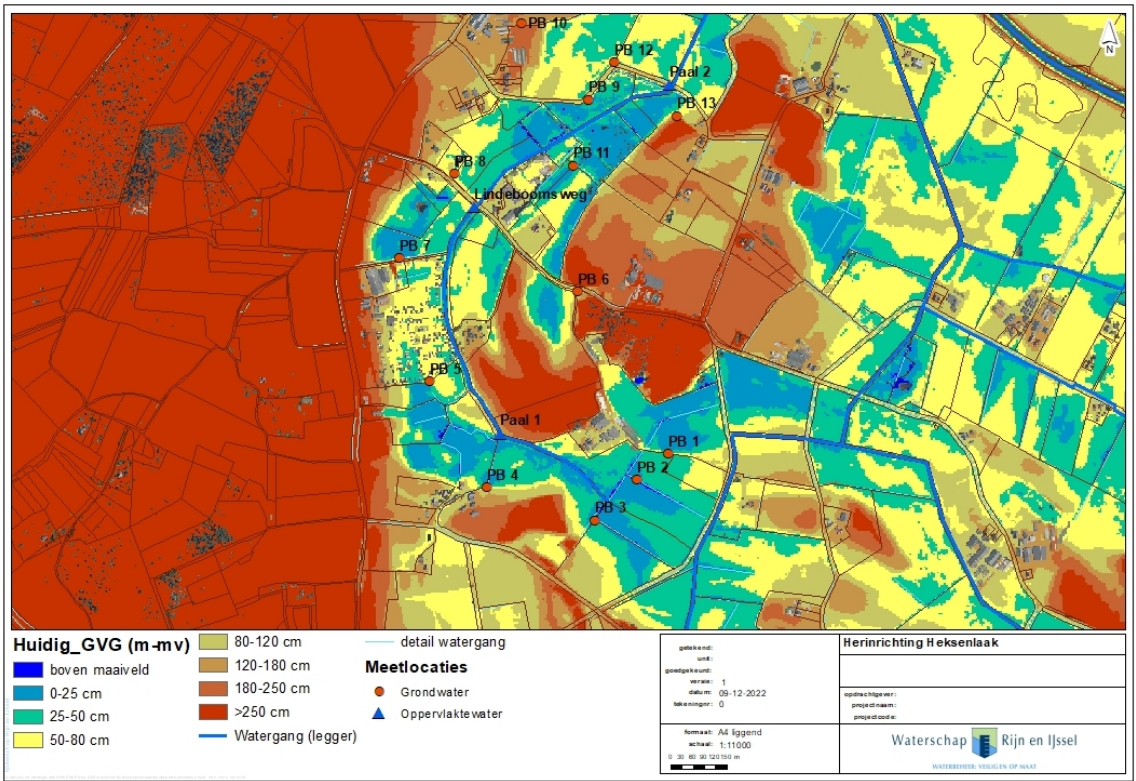 PB 10
PB 12
Paal 2
PB 9
PB 13
PB 11
PB 8
Lindeboomsweg
PB 7
PB 6
PB 5
Paal 1
PB 1
PB 2
PB 4
PB 3
N
Huidig_GVG (m-mv)
boven maaiveld
0-25 cm
25-50 cm
50-80 cm
80-120 cm
120-180 cm
180-250 cm
>250 cm
Watergang (legger)
detail watergang
Meetlocaties
Grondwater
Oppervlaktewater
getekend:
unit:
goedgekeurd:
versie: 1
datum: 09-12-2022
tekeningnr: 0
formaat: A4 liggend
schaal: 1:11000
0 30 60 90 120 150 m
Herinrichting Heksenlaak
opdrachtgever:
projectnaam:
projectcode:
Waterschap Rijn en IJssel
WATERBEHEER: VEILIG EN OP MAAT